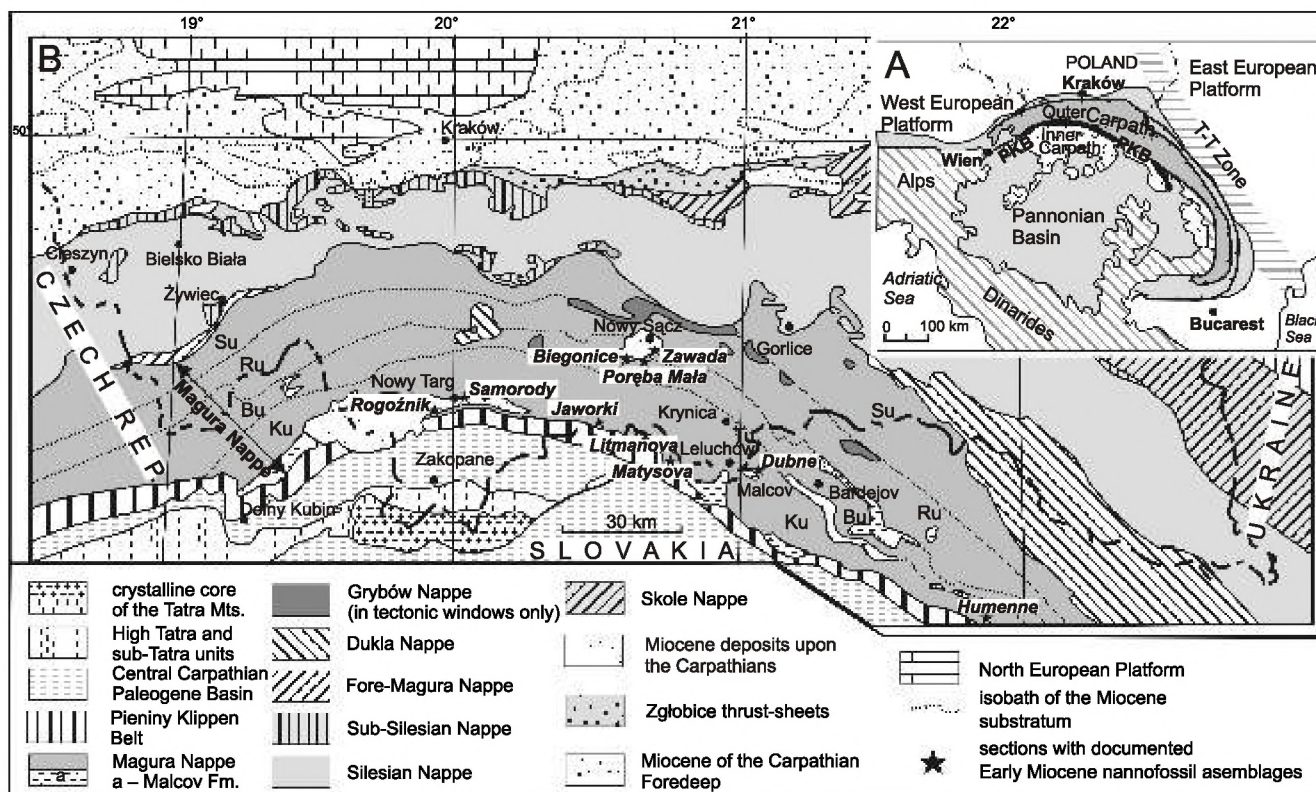 19°
20°
21°
22°
50°
B
Kraków
Cieszyn
Bielsko Biała
Żywiec
CZECH REP.
Magura Nappe
Su
Ru
Bu
Ku
Nowy Targ
Rogoźnik
Samorody
Jaworki
Zakopane
Dolny Kubin
Nowy Sącz
Biegonice
Zawada
Poręba Mała
Gorlice
Krynica
Litmanova
Leluchów
Matysova
Dubne
Malcov
Bardejov
Su
Ru
Bu
Ku
Humenne
30 km
SLOVAKIA
UKRAINE
A
POLAND
Kraków
East European
Platform
West European
Platform
Outer Carpath
Inner
Carpath
PKB
PKB
T-T Zone
Wien
Alps
Pannonian
Basin
Adriatic
Sea
Dinarides
0 100 km
Bucarest
Black
Sea
crystalline core
of the Tatra Mts.
High Tatra and
sub-Tatra units
Central Carpathian
Paleogene Basin
Pieniny Klippen
Belt
Magura Nappe
a
a – Malcov Fm.
Grybów Nappe
(in tectonic windows only)
Dukla Nappe
Fore-Magura Nappe
Sub-Silesian Nappe
Silesian Nappe
Skole Nappe
Miocene deposits upon
the Carpathians
Zgłobice thrust-sheets
Miocene of the Carpathian
Foredeep
North European Platform
isobath of the Miocene
substratum
sections with documented
Early Miocene nannofossil asemblages